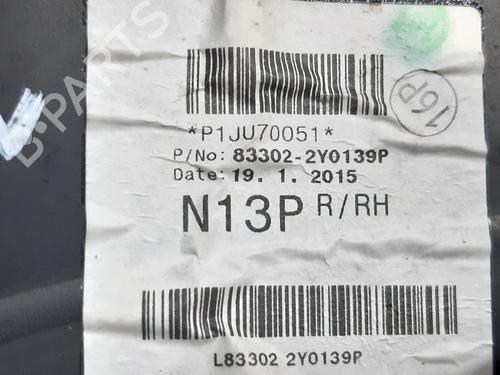 *P1JU70051*
16P
P/No: 83302-2Y0139P
Date: 19. 1. 2015
N13P R/RH
L83302 2Y0139P
B-PARTS